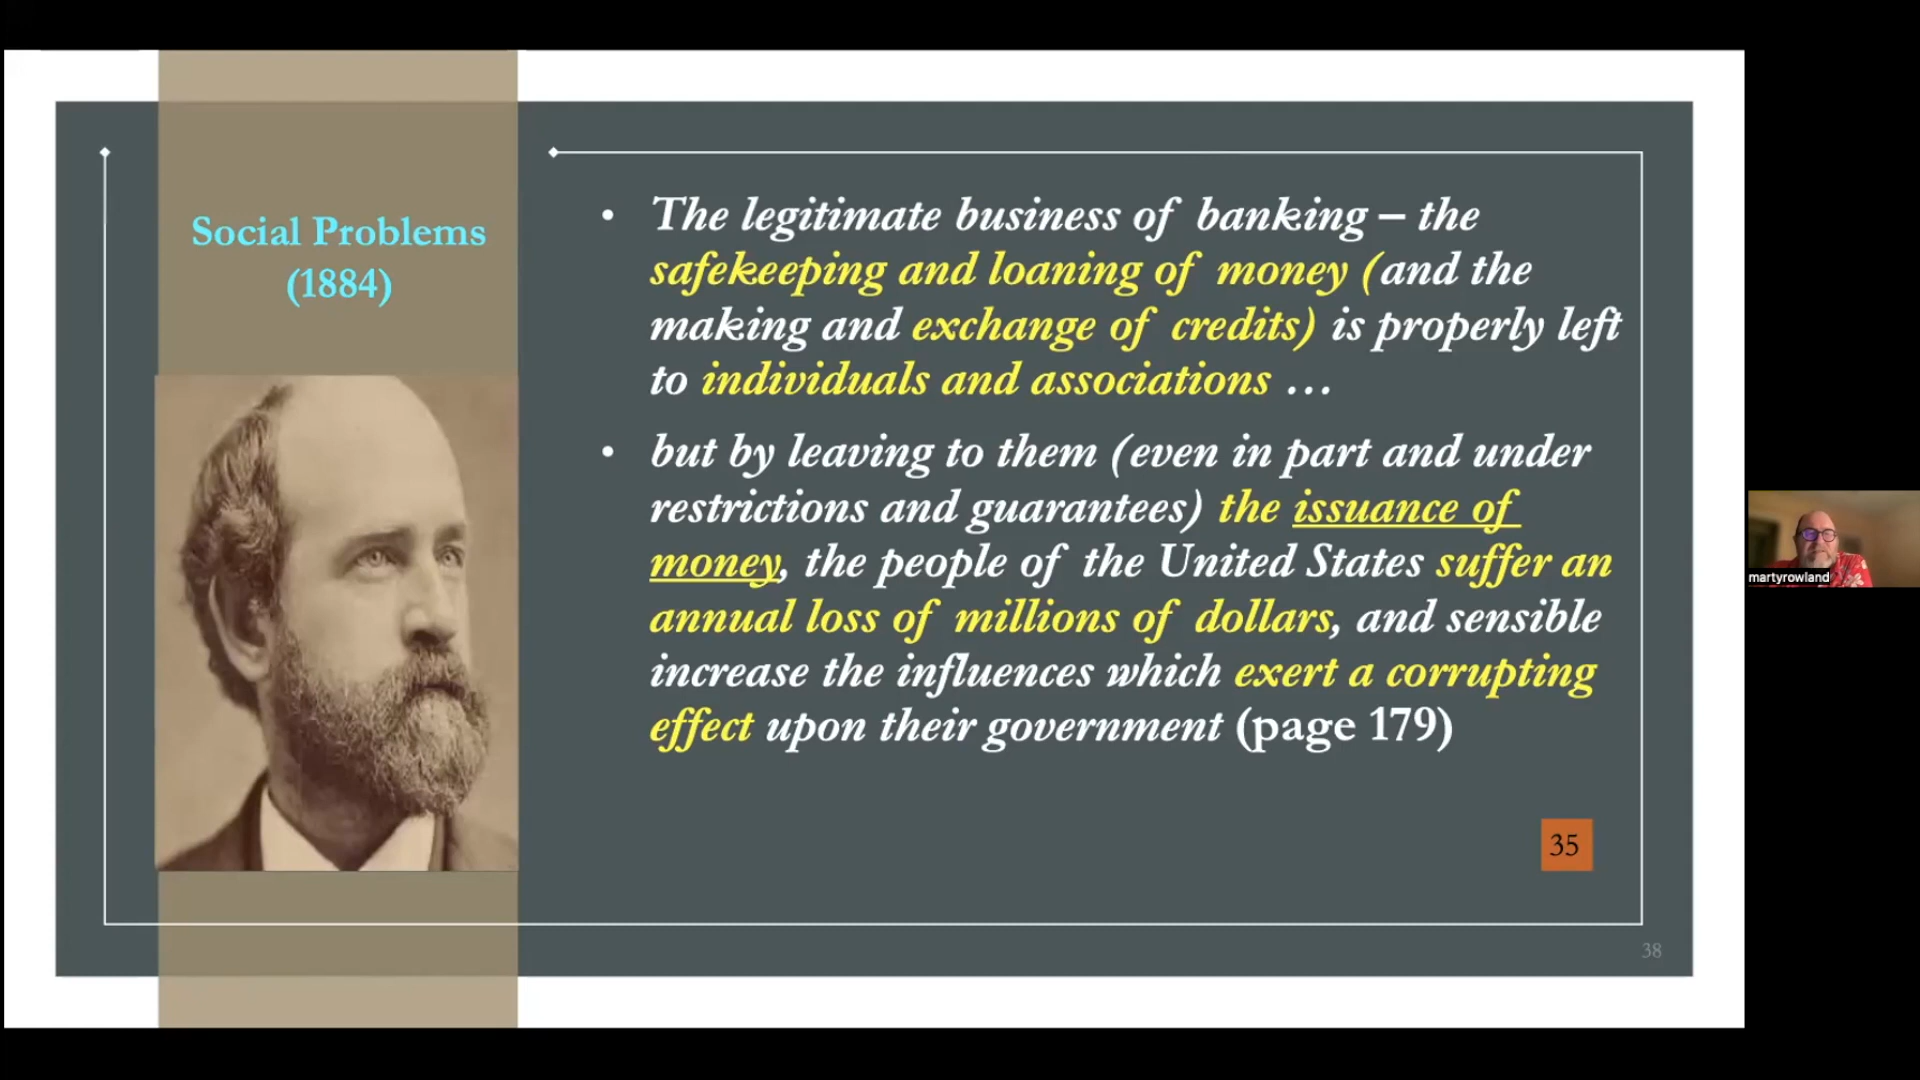 Social Problems
(1884)
• The legitimate business of banking – the
safekeeping and loaning of money (and the
making and exchange of credits) is properly left
to individuals and associations …
• but by leaving to them (even in part and under
restrictions and guarantees) the issuance of
money, the people of the United States suffer an
annual loss of millions of dollars, and sensible
increase the influences which exert a corrupting
effect upon their government (page 179)
35
38
martyrowland